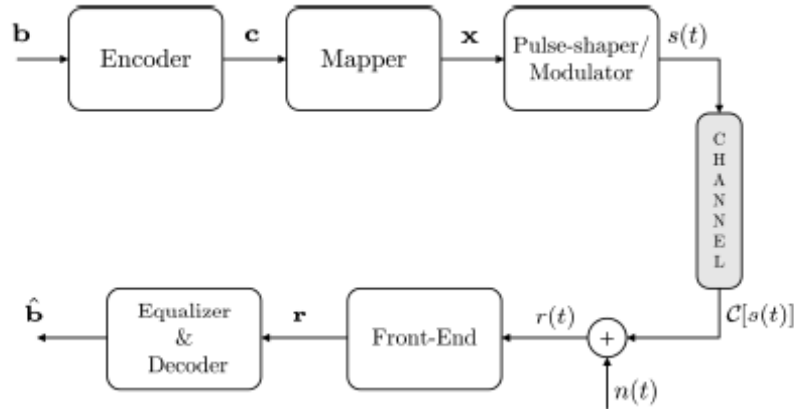 b
Encoder
c
Mapper
x
Pulse-shaper/
Modulator
s(t)
C
H
A
N
N
E
L
𝒞[s(t)]
n(t)
+
r(t)
Front-End
r
Equalizer
&
Decoder
b̂